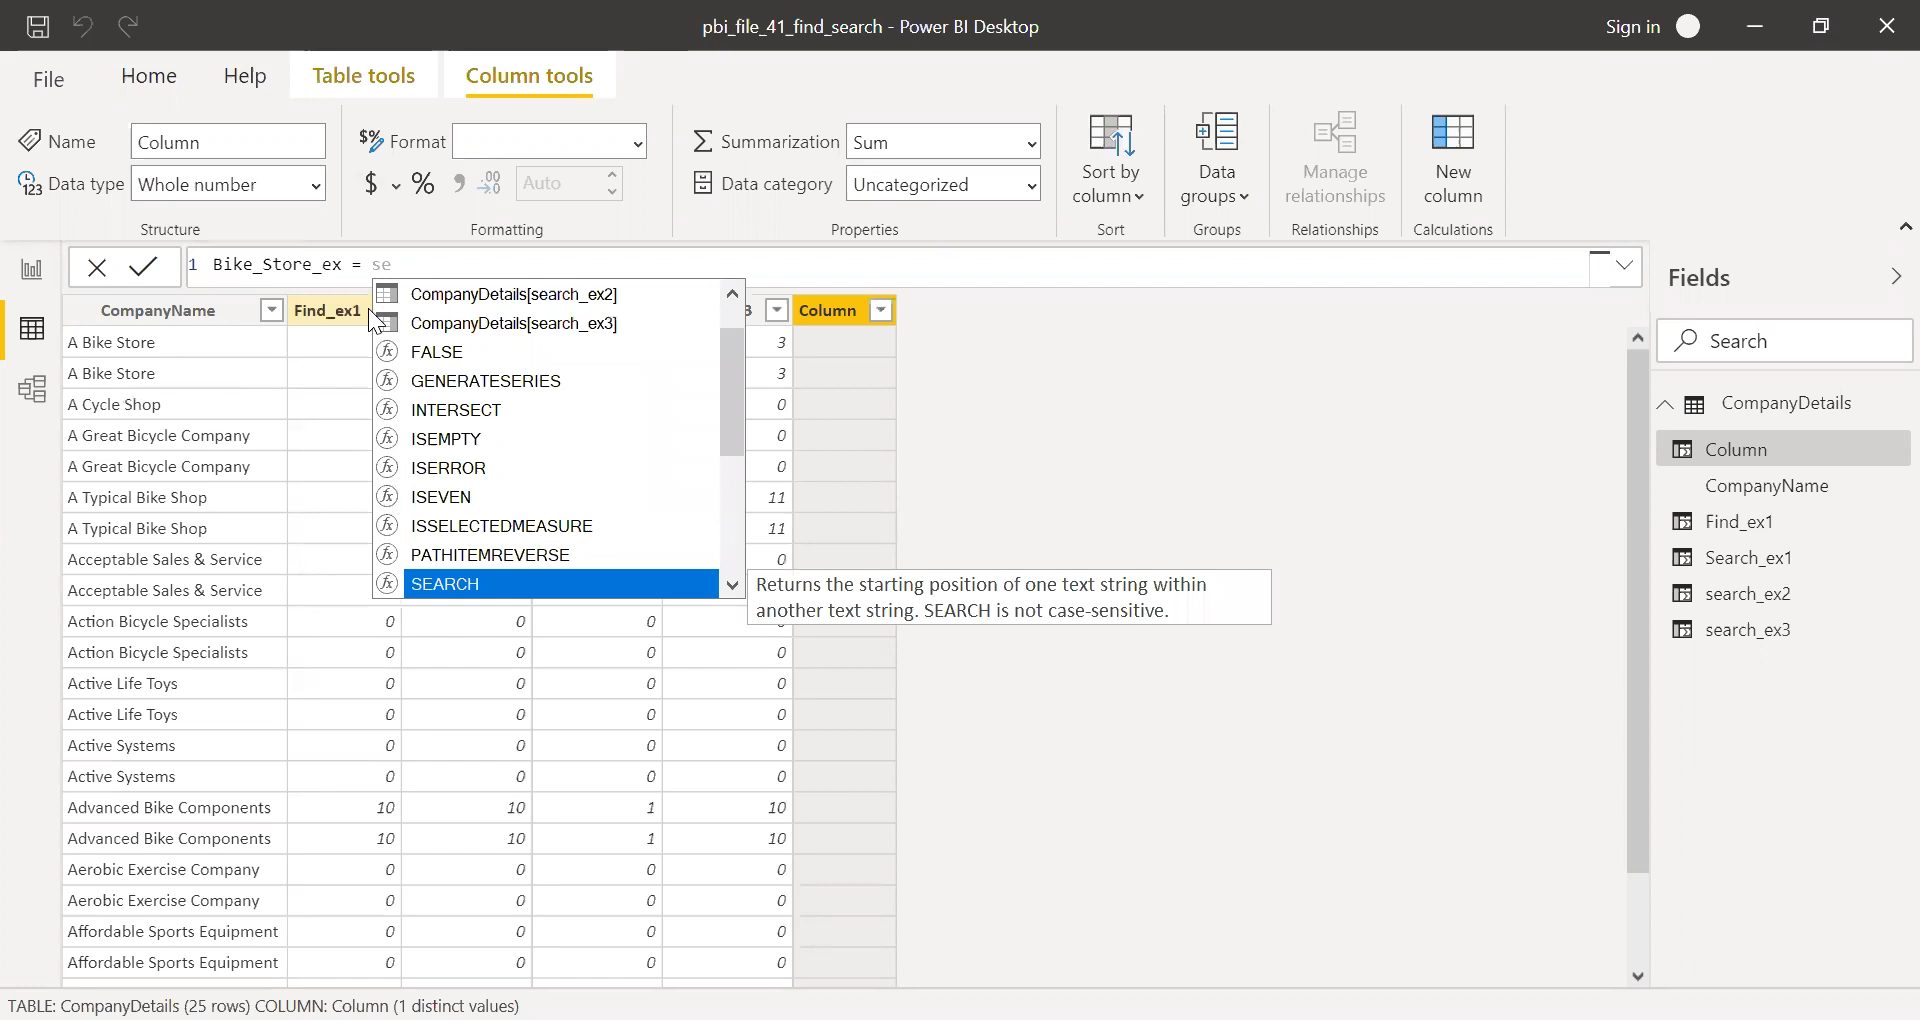 pbi_file_41_find_search - Power BI Desktop
Sign in
File
Home
Help
Table tools
Column tools
Name
Column
Data type
Whole number
Structure
$% Format
$
%
Auto
Formatting
Summarization
Sum
Data category
Uncategorized
Properties
Sort by
column
Sort
Data
groups
Groups
Manage
relationships
Relationships
New
column
Calculations
1 Bike_Store_ex = se
CompanyName
Find_ex1
3
Column
CompanyDetails[search_ex2]
CompanyDetails[search_ex3]
FALSE
GENERATESERIES
INTERSECT
ISEMPTY
ISERROR
ISEVEN
ISSELECTEDMEASURE
PATHITEMREVERSE
SEARCH
Returns the starting position of one text string within
another text string. SEARCH is not case-sensitive.
A Bike Store 3
A Bike Store 3
A Cycle Shop 0
A Great Bicycle Company 0
A Great Bicycle Company 0
A Typical Bike Shop 11
A Typical Bike Shop 11
Acceptable Sales & Service 0
Acceptable Sales & Service
Action Bicycle Specialists 0 0 0
Action Bicycle Specialists 0 0 0 0
Active Life Toys 0 0 0 0
Active Life Toys 0 0 0 0
Active Systems 0 0 0 0
Active Systems 0 0 0 0
Advanced Bike Components 10 10 1 10
Advanced Bike Components 10 10 1 10
Aerobic Exercise Company 0 0 0 0
Aerobic Exercise Company 0 0 0 0
Affordable Sports Equipment 0 0 0 0
Affordable Sports Equipment 0 0 0 0
Fields
Search
CompanyDetails
Column
CompanyName
Find_ex1
Search_ex1
search_ex2
search_ex3
TABLE: CompanyDetails (25 rows) COLUMN: Column (1 distinct values)